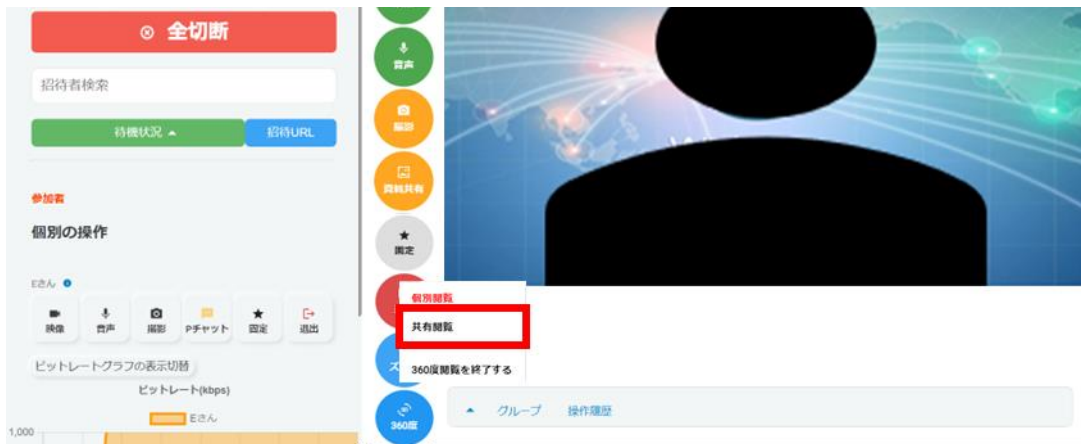 全切断
招待者検索
待機状況
招待URL
参加者
個別の操作
Eさん
映像
音声
撮影
Pチャット
固定
退出
ビットレートグラフの表示切替
ビットレート(kbps)
Eさん
1,000
音声
撮影
資料共有
固定
個別閲覧
共有閲覧
360度閲覧を終了する
360度
グループ 操作履歴